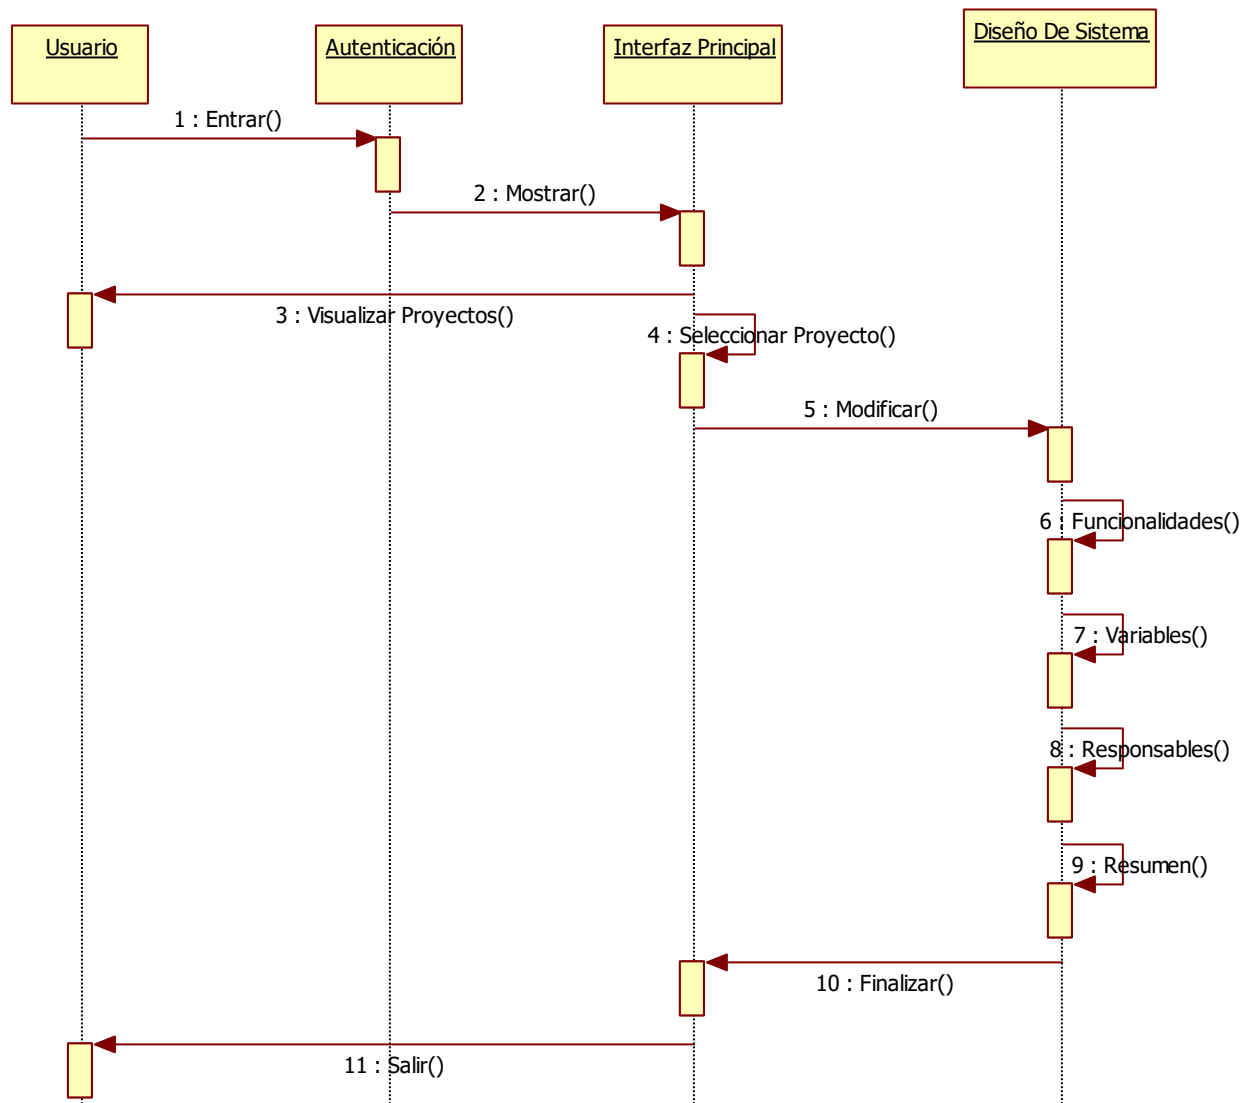 Usuario
Autenticación
Interfaz Principal
Diseño De Sistema
1 : Entrar()
2 : Mostrar()
3 : Visualizar Proyectos()
4 : Seleccionar Proyecto()
5 : Modificar()
6 : Funcionalidades()
7 : Variables()
8 : Responsables()
9 : Resumen()
10 : Finalizar()
11 : Salir()